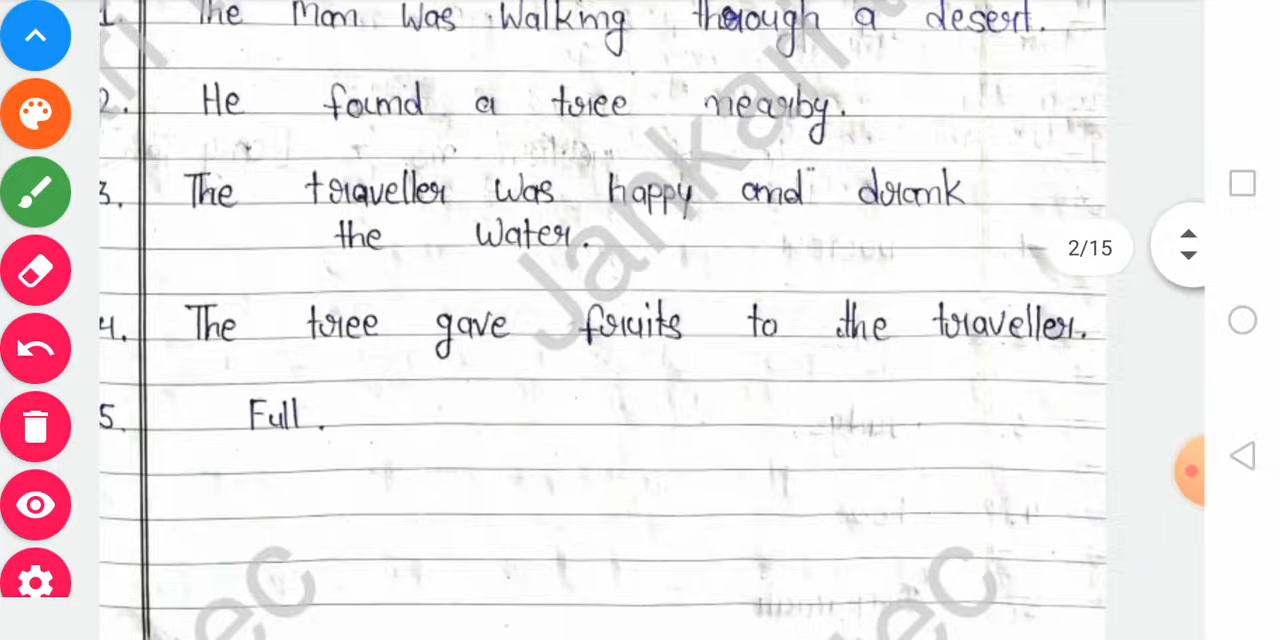 1 The man was walking through a desert.
2. He found a tree nearby.
3. The traveller was happy and drank
the water.
2/15
4. The tree gave fruits to the traveller.
5. Full.